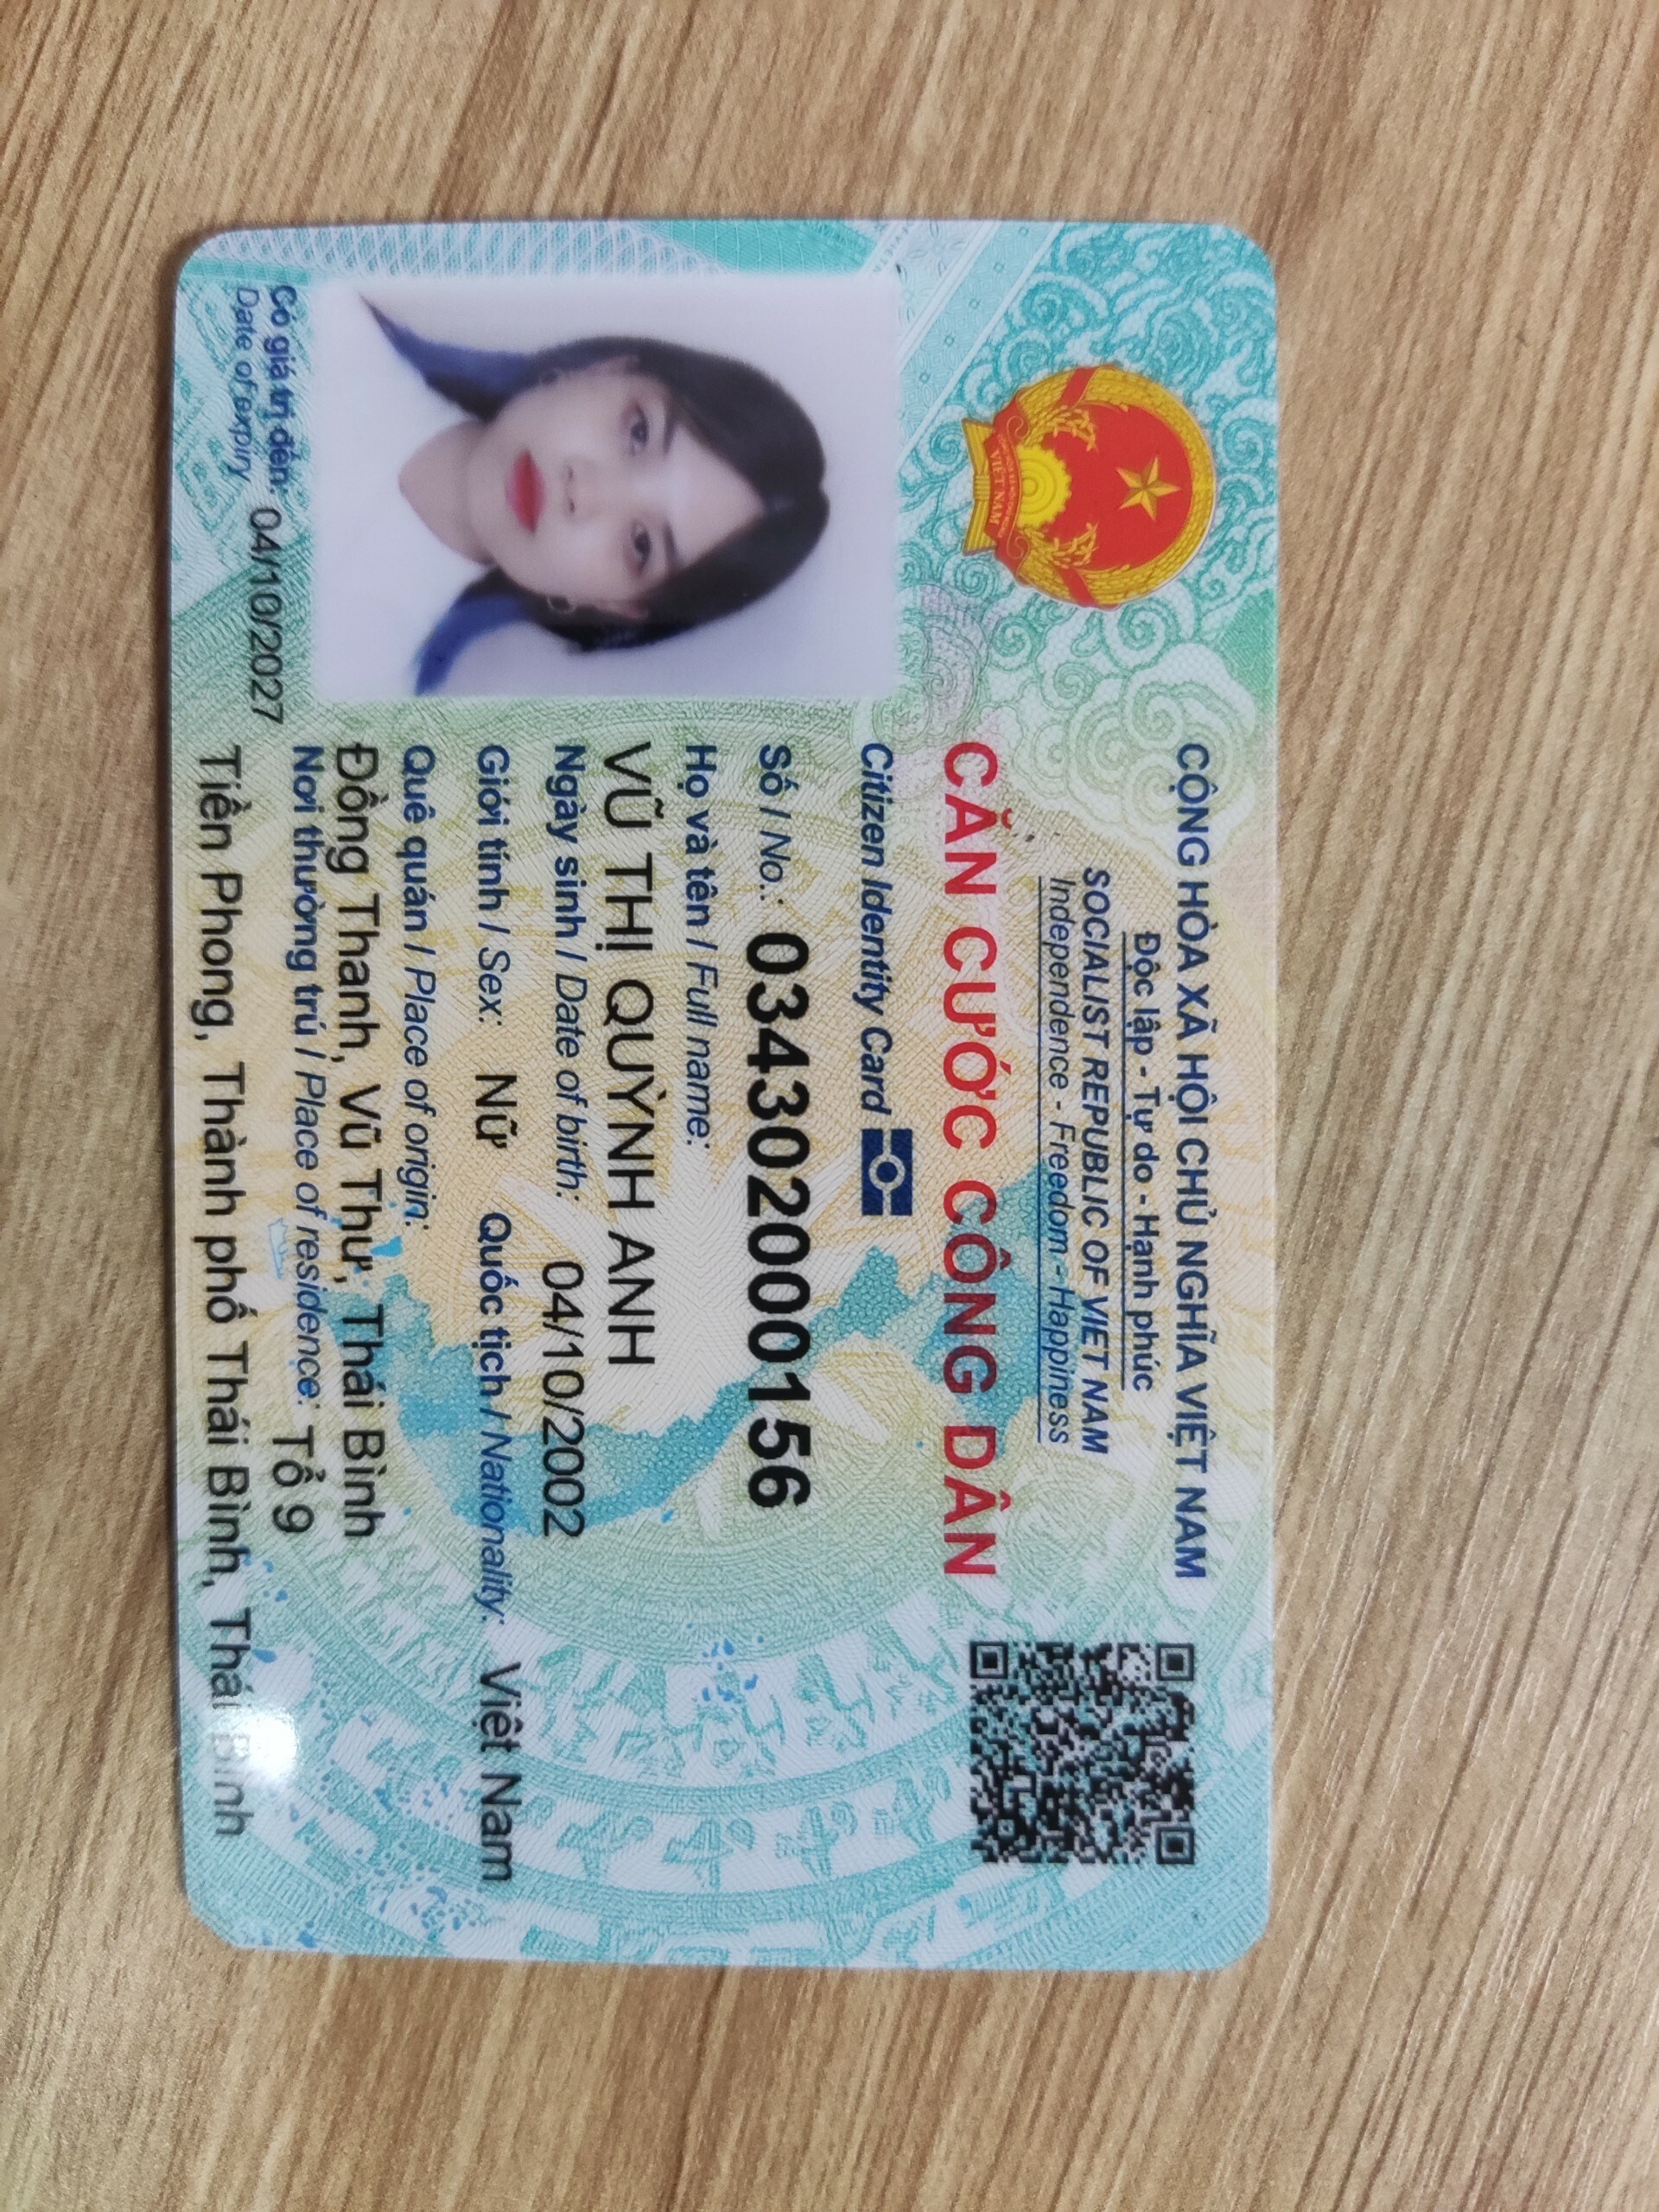 CỘNG HÒA XÃ HỘI CHỦ NGHĨA VIỆT NAM
Độc lập - Tự do - Hạnh phúc
SOCIALIST REPUBLIC OF VIET NAM
Independence - Freedom - Happiness
CĂN CƯỚC CÔNG DÂN
Citizen Identity Card
Số / No.: 034302000156
Họ và tên / Full name:
VŨ THỊ QUỲNH ANH
Ngày sinh / Date of birth: 04/10/2002
Giới tính / Sex: Nữ Quốc tịch / Nationality: Việt Nam
Quê quán / Place of origin:
Đồng Thanh, Vũ Thư, Thái Bình
Nơi thường trú / Place of residence: Tổ 9
Tiền Phong, Thành phố Thái Bình, Thái Bình
Có giá trị đến: 04/10/2027
Date of expiry
VIỆT NAM